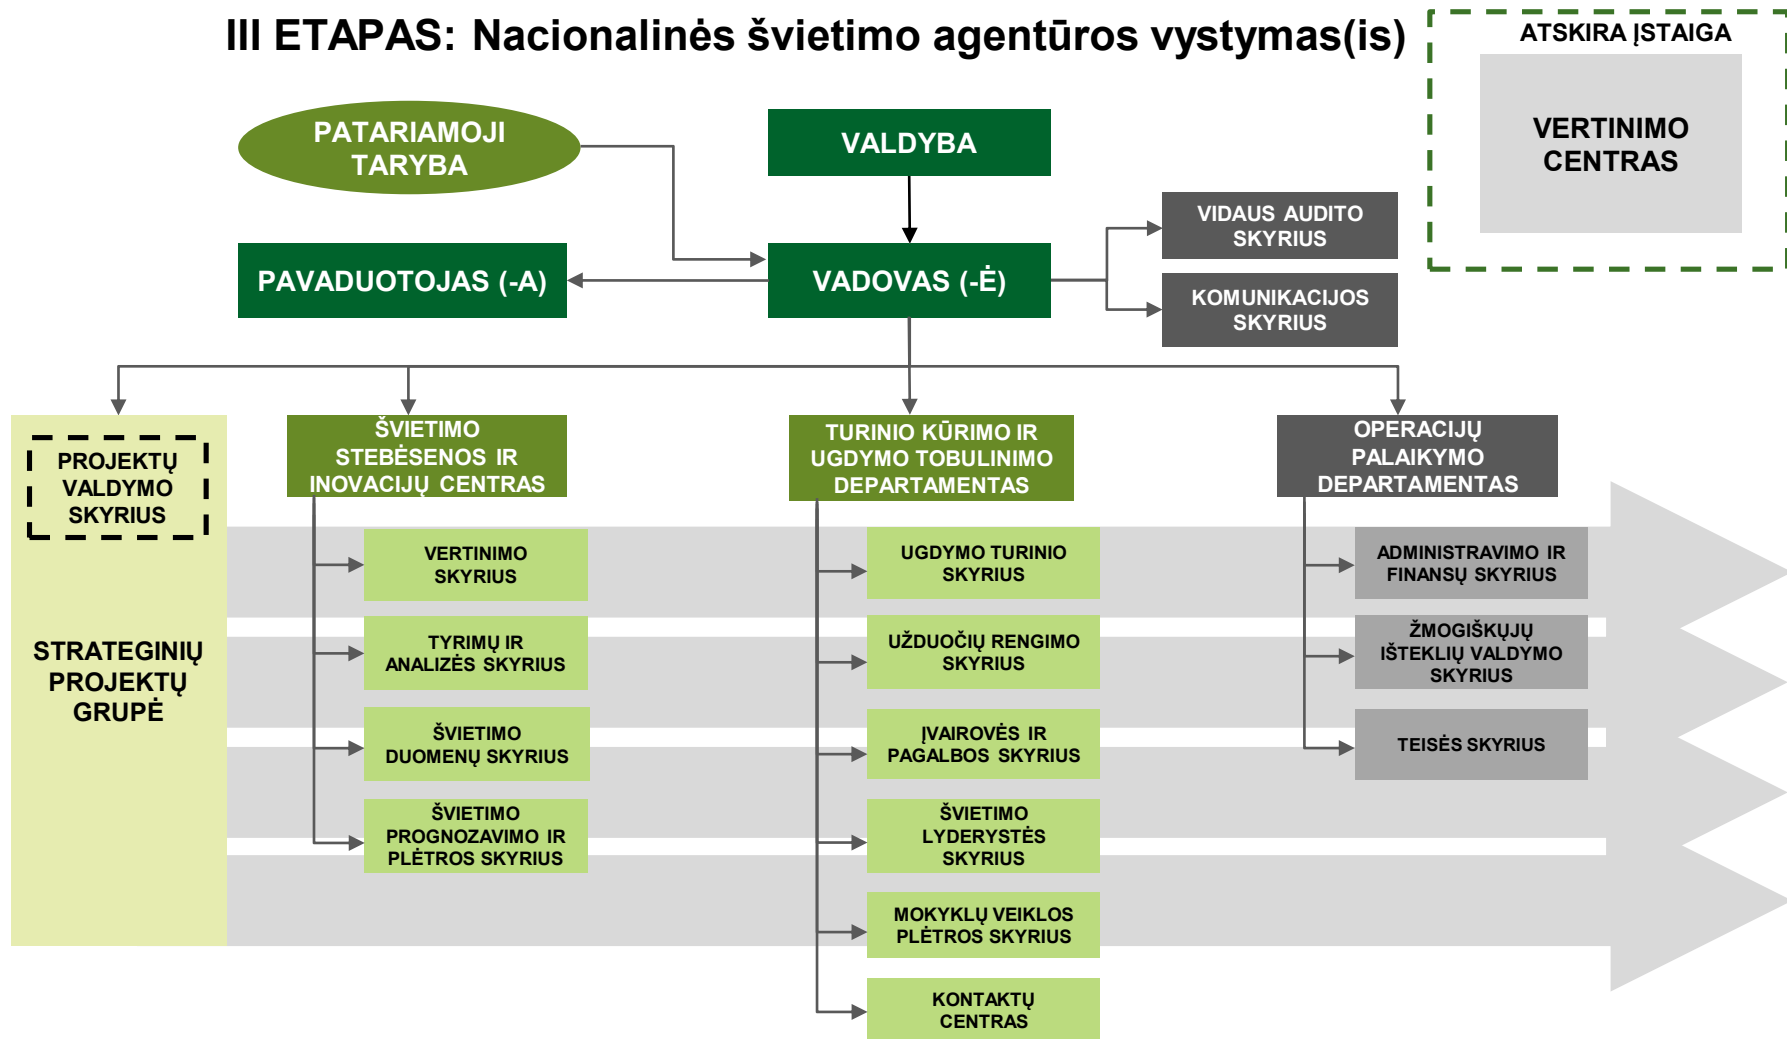 III ETAPAS: Nacionalinės švietimo agentūros vystymas(is)
ATSKIRA ĮSTAIGA
VERTINIMO
CENTRAS
PATARIAMOJI
TARYBA
VALDYBA
VIDAUS AUDITO
SKYRIUS
PAVADUOTOJAS (-A)
VADOVAS (-Ė)
KOMUNIKACIJOS
SKYRIUS
PROJEKTŲ
VALDYMO
SKYRIUS
STRATEGINIŲ
PROJEKTŲ
GRUPĖ
ŠVIETIMO
STEBĖSENOS IR
INOVACIJŲ CENTRAS
VERTINIMO
SKYRIUS
TYRIMŲ IR
ANALIZĖS SKYRIUS
ŠVIETIMO
DUOMENŲ SKYRIUS
ŠVIETIMO
PROGNOZAVIMO IR
PLĖTROS SKYRIUS
TURINIO KŪRIMO IR
UGDYMO TOBULINIMO
DEPARTAMENTAS
UGDYMO TURINIO
SKYRIUS
UŽDUOČIŲ RENGIMO
SKYRIUS
ĮVAIROVĖS IR
PAGALBOS SKYRIUS
ŠVIETIMO
LYDERYSTĖS
SKYRIUS
MOKYKLŲ VEIKLOS
PLĖTROS SKYRIUS
KONTAKTŲ
CENTRAS
OPERACIJŲ
PALAIKYMO
DEPARTAMENTAS
ADMINISTRAVIMO IR
FINANSŲ SKYRIUS
ŽMOGIŠKŲJŲ
IŠTEKLIŲ VALDYMO
SKYRIUS
TEISĖS SKYRIUS